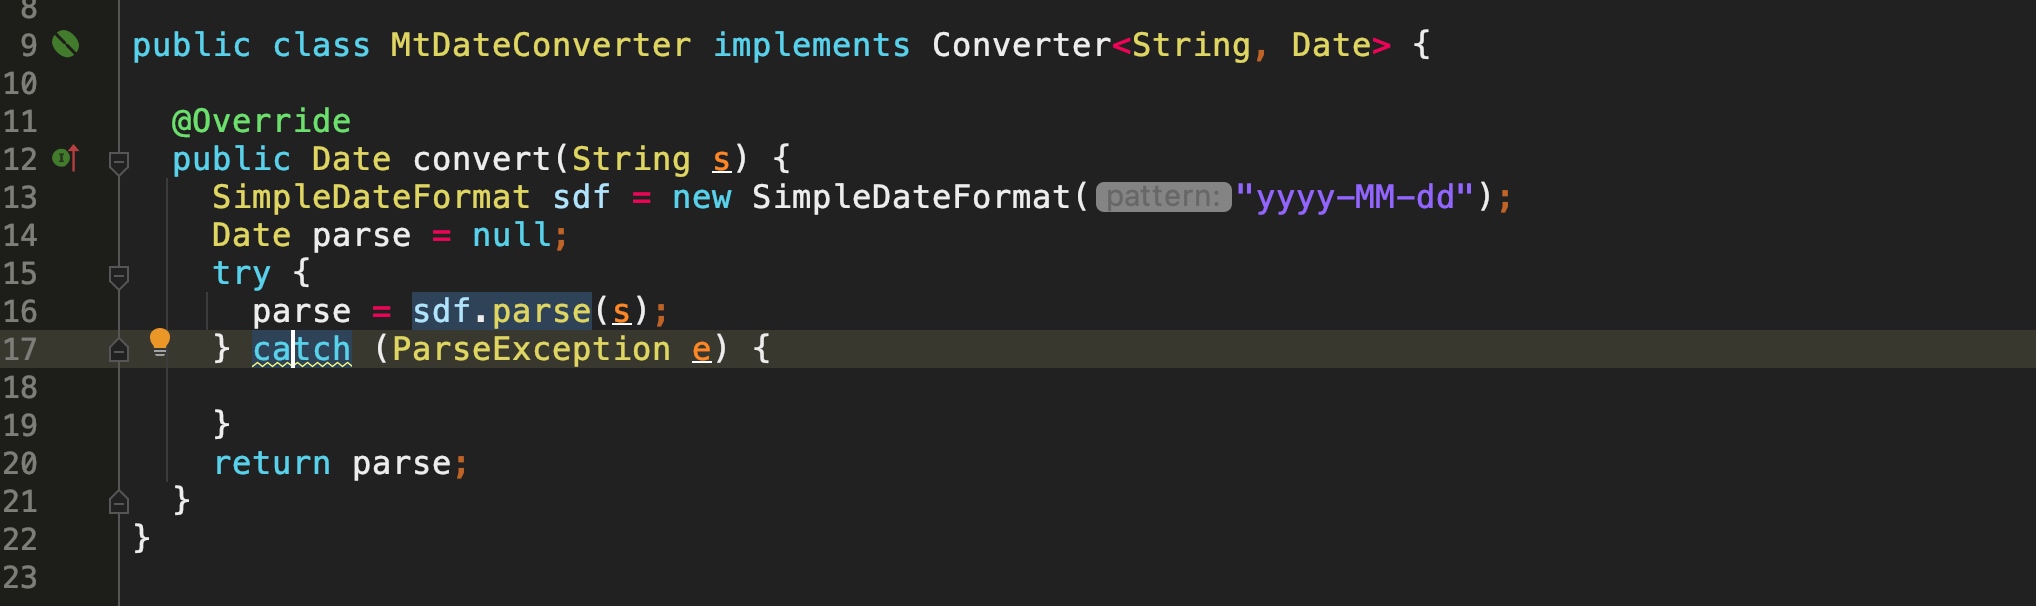 8
9 public class MtDateConverter implements Converter<String, Date> {
10
11 @Override
12 public Date convert(String s) {
13 SimpleDateFormat sdf = new SimpleDateFormat( pattern: "yyyy-MM-dd");
14 Date parse = null;
15 try {
16 parse = sdf.parse(s);
17 } catch (ParseException e) {
18
19 }
20 return parse;
21 }
22 }
23